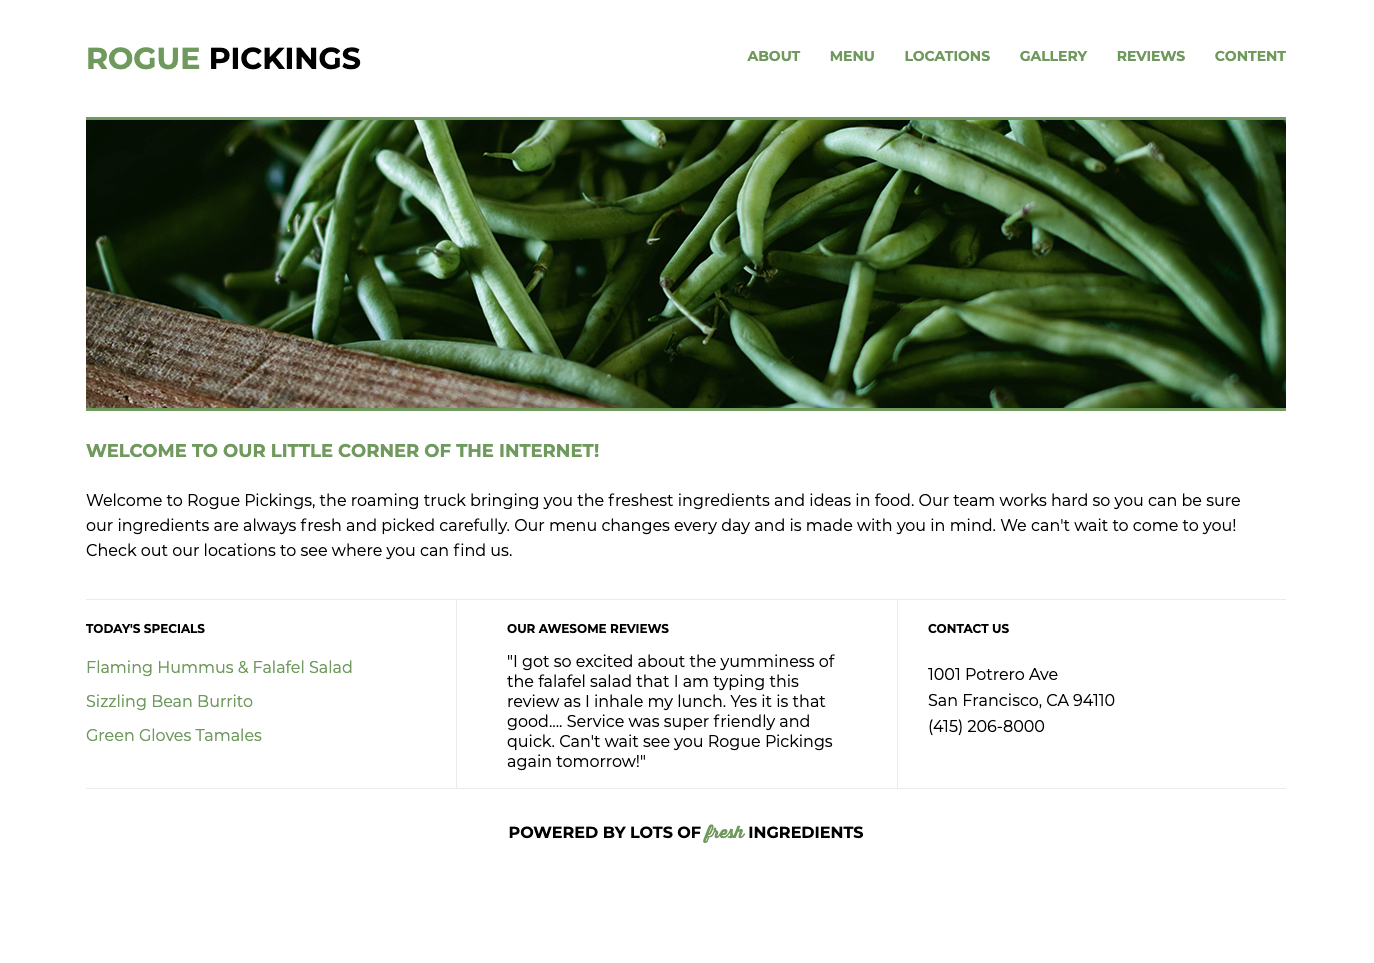 ROGUE PICKINGS
ABOUT MENU LOCATIONS GALLERY REVIEWS CONTENT
WELCOME TO OUR LITTLE CORNER OF THE INTERNET!
Welcome to Rogue Pickings, the roaming truck bringing you the freshest ingredients and ideas in food. Our team works hard so you can be sure
our ingredients are always fresh and picked carefully. Our menu changes every day and is made with you in mind. We can't wait to come to you!
Check out our locations to see where you can find us.
TODAY'S SPECIALS
Flaming Hummus & Falafel Salad
Sizzling Bean Burrito
Green Gloves Tamales
OUR AWESOME REVIEWS
"I got so excited about the yumminess of
the falafel salad that I am typing this
review as I inhale my lunch. Yes it is that
good.... Service was super friendly and
quick. Can't wait see you Rogue Pickings
again tomorrow!"
CONTACT US
1001 Potrero Ave
San Francisco, CA 94110
(415) 206-8000
POWERED BY LOTS OF fresh INGREDIENTS